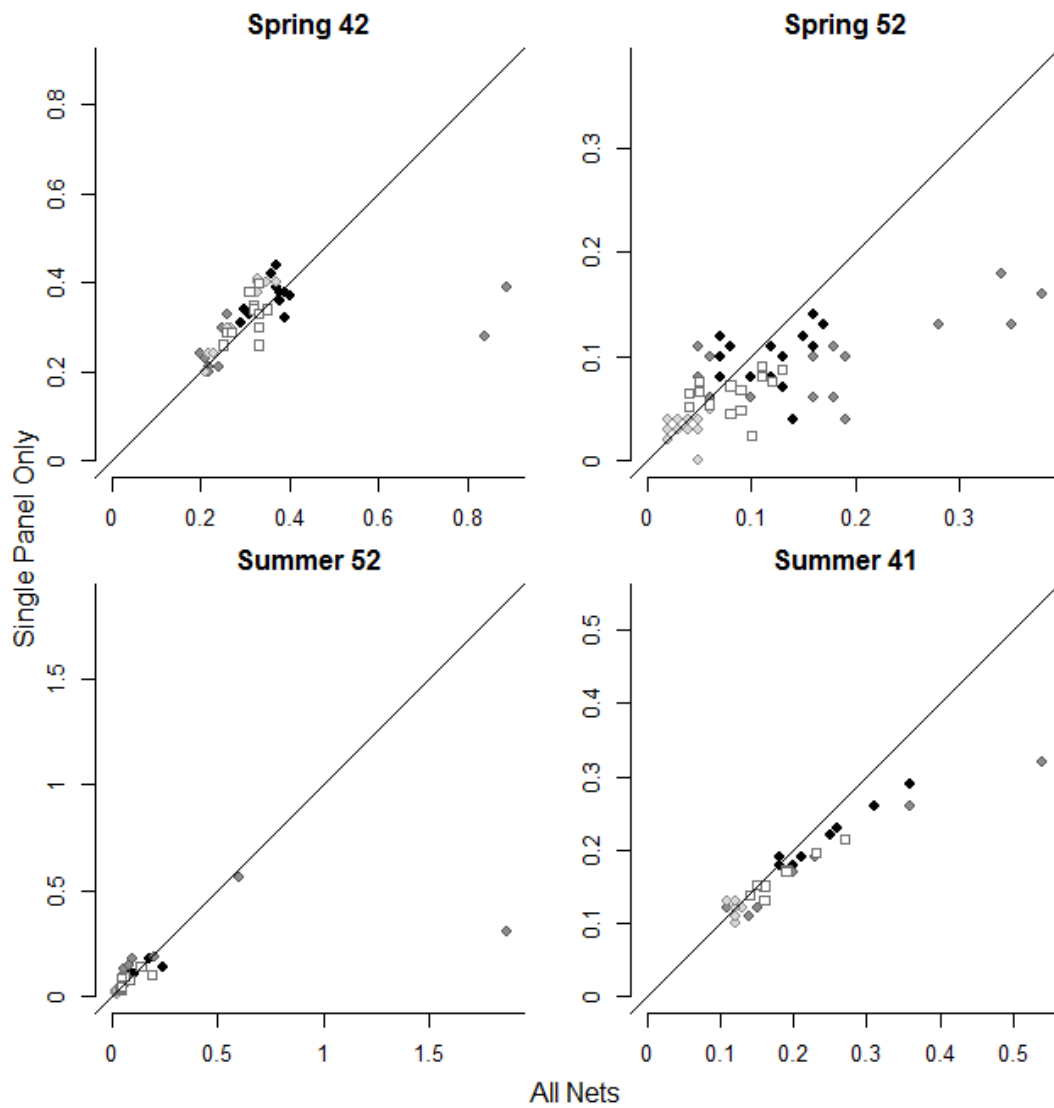 Spring 42
Spring 52
0 0.2 0.4 0.6 0.8
0 0.2 0.4 0.6 0.8
0 0.1 0.2 0.3
0 0.1 0.2 0.3
Summer 52
Summer 41
0 0.5 1 1.5
0 0.5 1 1.5
0 0.1 0.2 0.3 0.4 0.5
0 0.1 0.2 0.3 0.4 0.5
Single Panel Only
All Nets